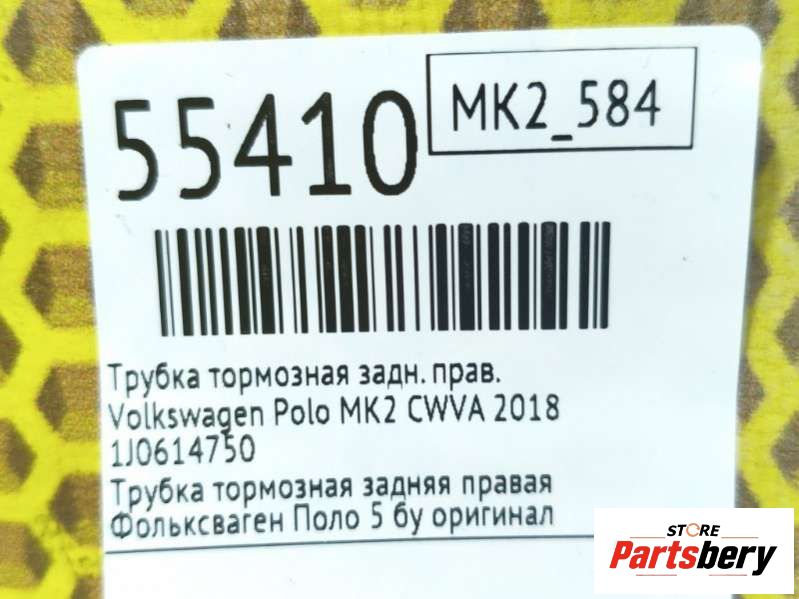 55410
MK2_584
Трубка тормозная задн. прав.
Volkswagen Polo MK2 CWVA 2018
1J0614750
Трубка тормозная задняя правая
Фольксваген Поло 5 бу оригинал
STORE
Partsbery